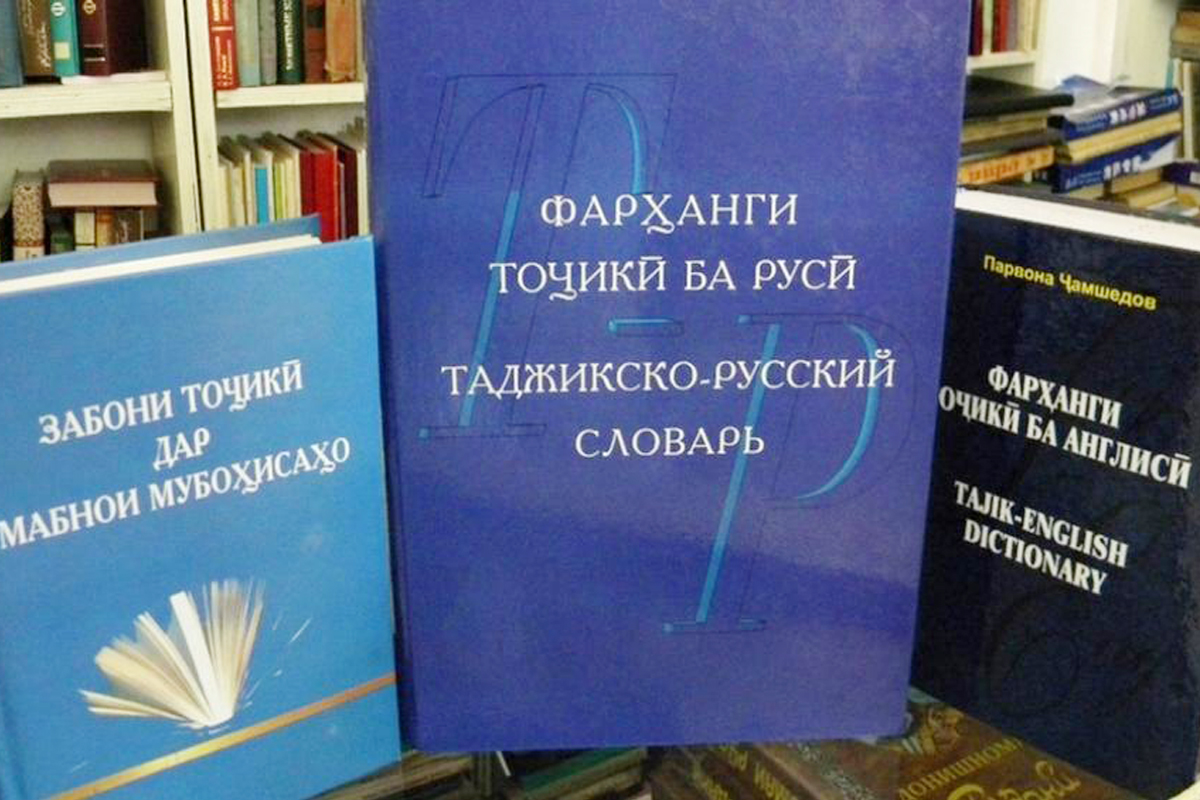 ЗАБОНИ ТОҶИКӢ
ДАР
МАБНОИ МУБОҲИСАҲО
ФАРҲАНГИ
ТОҶИКӢ БА РУСӢ
ТАДЖИКСКО-РУССКИЙ
СЛОВАРЬ
Парвона Ҷамшедов
ФАРҲАНГИ
ОҶИКӢ БА АНГЛИСӢ
TAJIK-ENGLISH
DICTIONARY